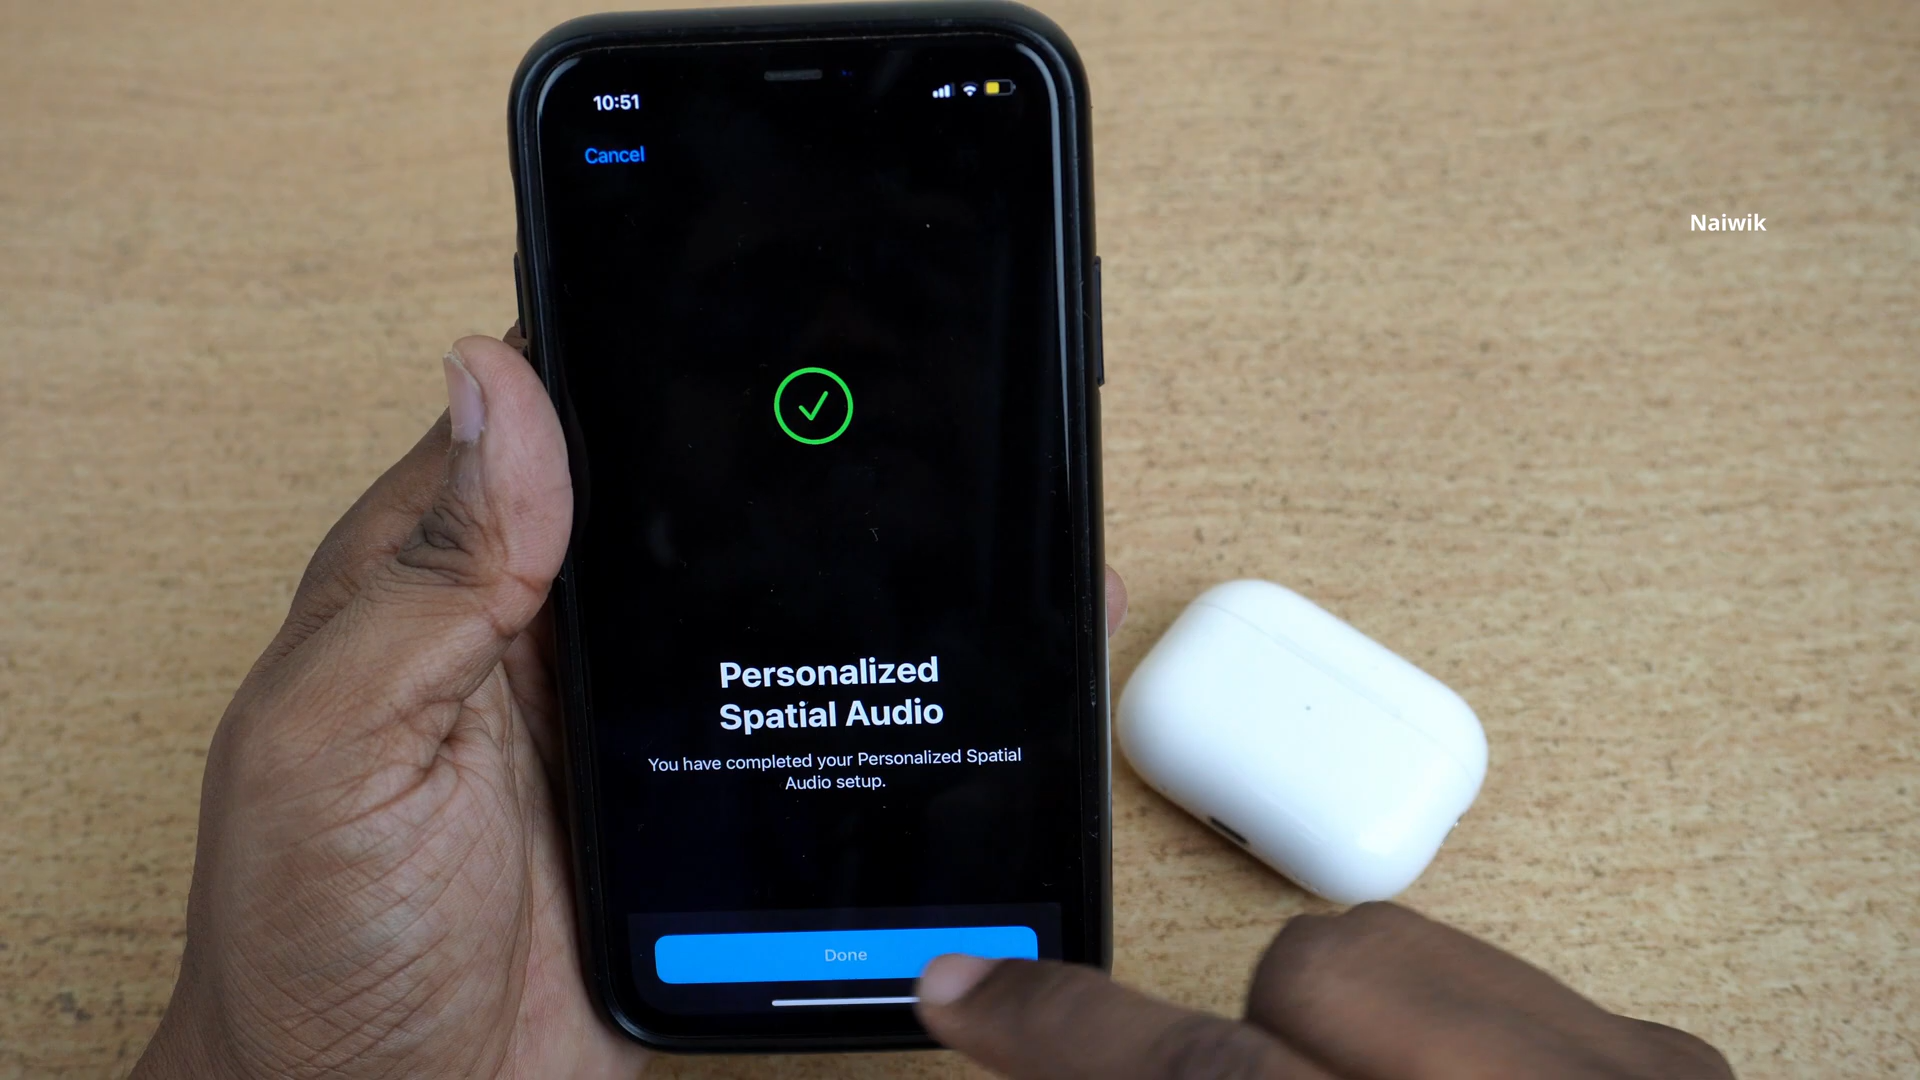 10:51
Cancel
Naiwik
Personalized
Spatial Audio
You have completed your Personalized Spatial
Audio setup.
Done